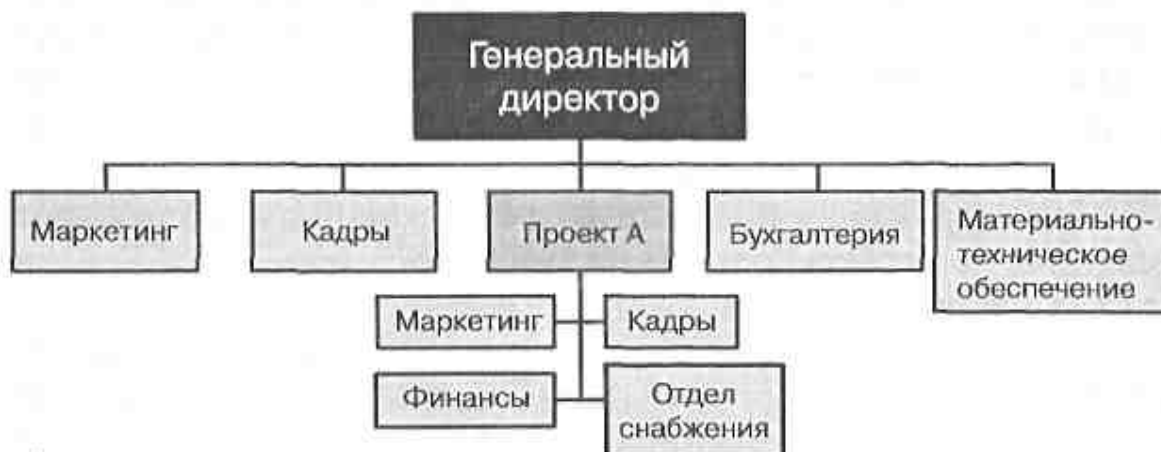 Генеральный
директор
Маркетинг
Кадры
Проект А
Бухгалтерия
Материально-
техническое
обеспечение
Маркетинг
Кадры
Финансы
Отдел
снабжения